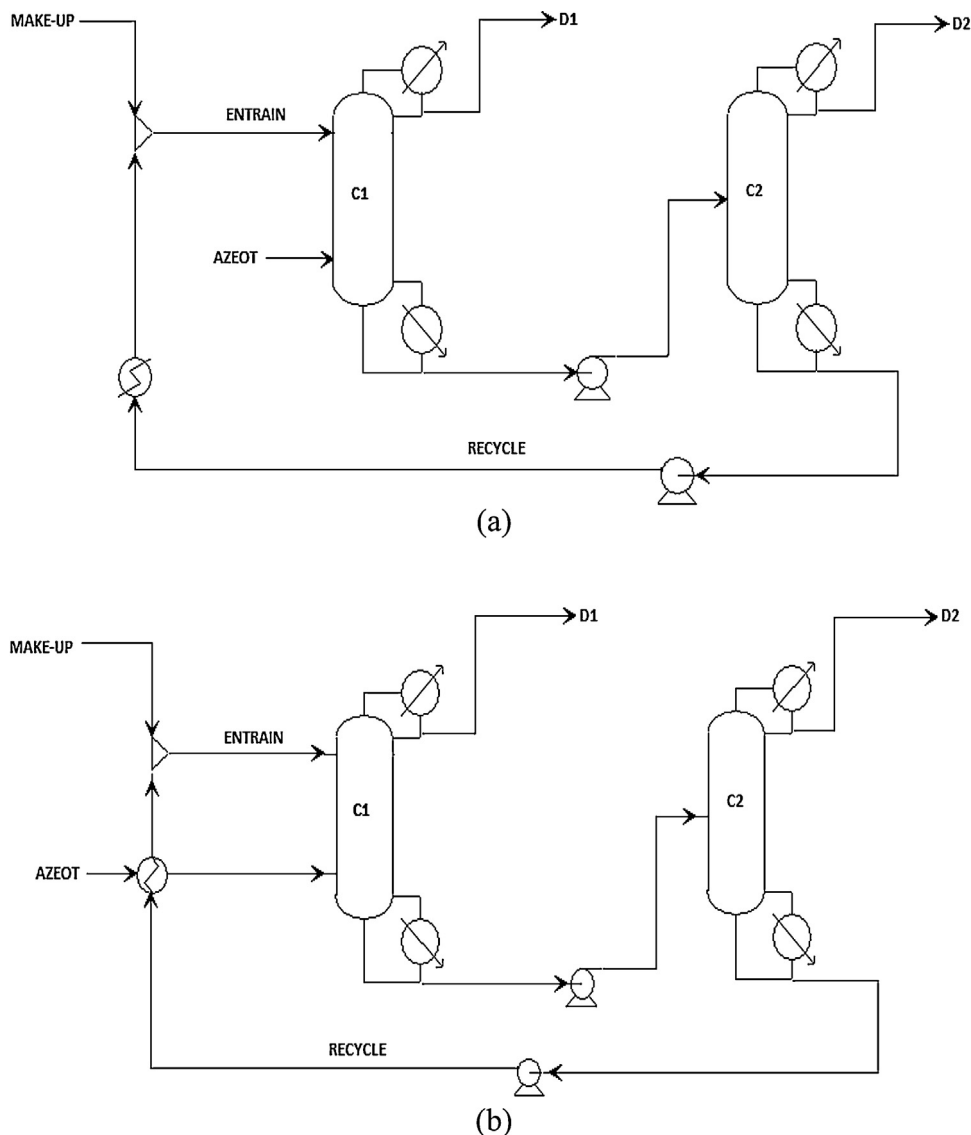 MAKE-UP
D1
D2
ENTRAIN
C1
C2
AZEOT
RECYCLE
(a)
MAKE-UP
D1
D2
ENTRAIN
C1
C2
AZEOT
RECYCLE
(b)